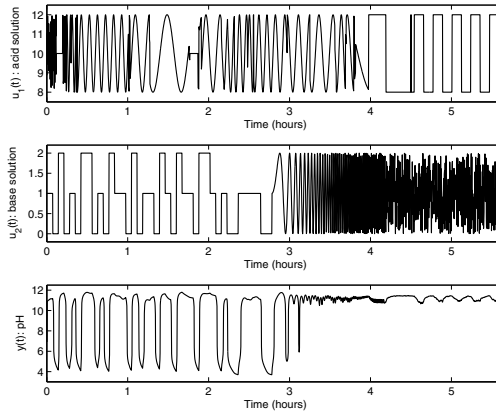 12
11
10
9
8
u1(t) : acid solution
0 1 2 3 4 5
Time (hours)
2
1.5
1
0.5
0
u2(t): base solution
0 1 2 3 4 5
Time (hours)
10
8
6
4
y(t): pH
0 1 2 3 4 5
Time (hours)